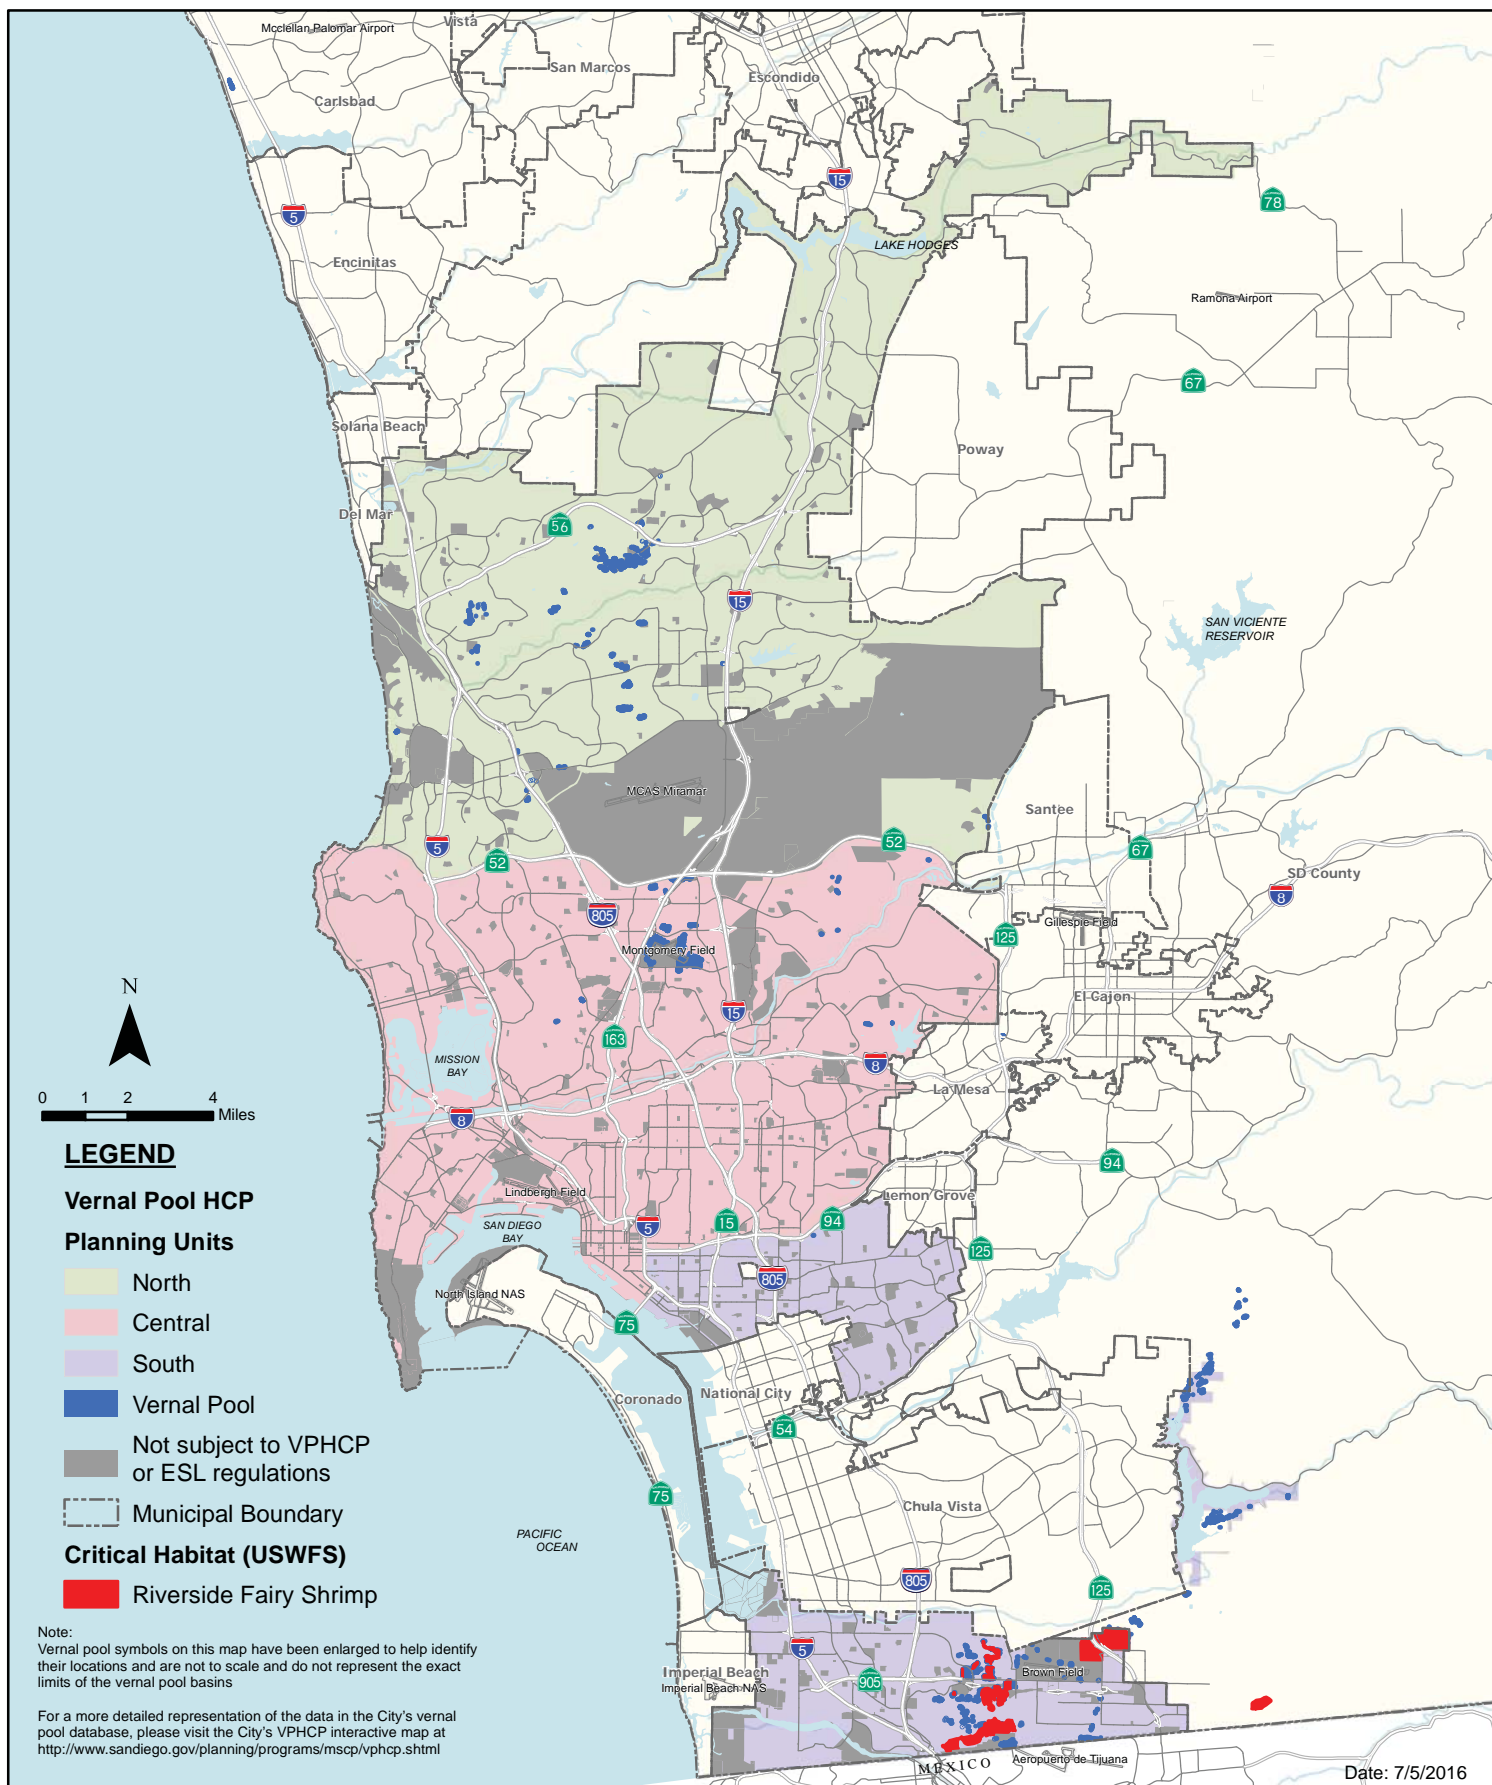 Mcclellan-Palomar Airport
Vista
San Marcos
Escondido
Carlsbad
15
78
5
LAKE HODGES
Encinitas
Ramona Airport
67
Solana Beach
Poway
Del Mar
56
15
SAN VICIENTE
RESERVOIR
MCAS Miramar
Santee
5
52
52
67
SD County
8
805
Gillespie Field
125
Montgomery Field
El Cajon
N
15
163
MISSION
BAY
8
La Mesa
0 1 2 4
Miles
8
94
LEGEND
Vernal Pool HCP
Planning Units
North
Central
South
Vernal Pool
Not subject to VPHCP
or ESL regulations
Municipal Boundary
Critical Habitat (USWFS)
Riverside Fairy Shrimp
Lindbergh Field
Lemon Grove
SAN DIEGO
BAY
5
15
94
125
805
North Island NAS
75
Coronado
National City
54
75
Chula Vista
PACIFIC
OCEAN
805
125
Note:
Vernal pool symbols on this map have been enlarged to help identify
their locations and are not to scale and do not represent the exact
limits of the vernal pool basins
5
Imperial Beach
Imperial Beach NAS
905
Brown Field
For a more detailed representation of the data in the City's vernal
pool database, please visit the City's VPHCP interactive map at
http://www.sandiego.gov/planning/programs/mscp/vphcp.shtml
MEXICO
Aeropuerto de Tijuana
Date: 7/5/2016